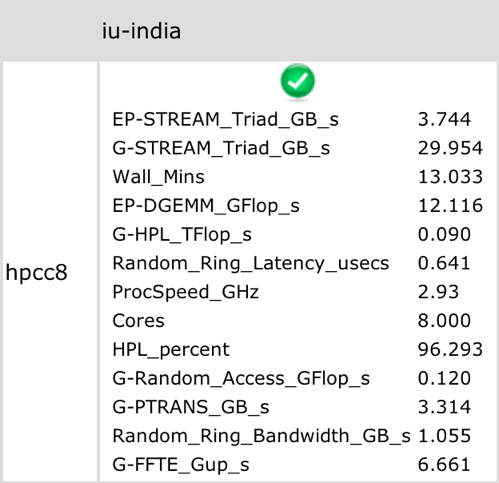 iu-india
hpcc8
EP-STREAM_Triad_GB_s 3.744
G-STREAM_Triad_GB_s 29.954
Wall_Mins 13.033
EP-DGEMM_GFlop_s 12.116
G-HPL_TFlop_s 0.090
Random_Ring_Latency_usecs 0.641
ProcSpeed_GHz 2.93
Cores 8.000
HPL_percent 96.293
G-Random_Access_GFlop_s 0.120
G-PTRANS_GB_s 3.314
Random_Ring_Bandwidth_GB_s 1.055
G-FFTE_Gup_s 6.661